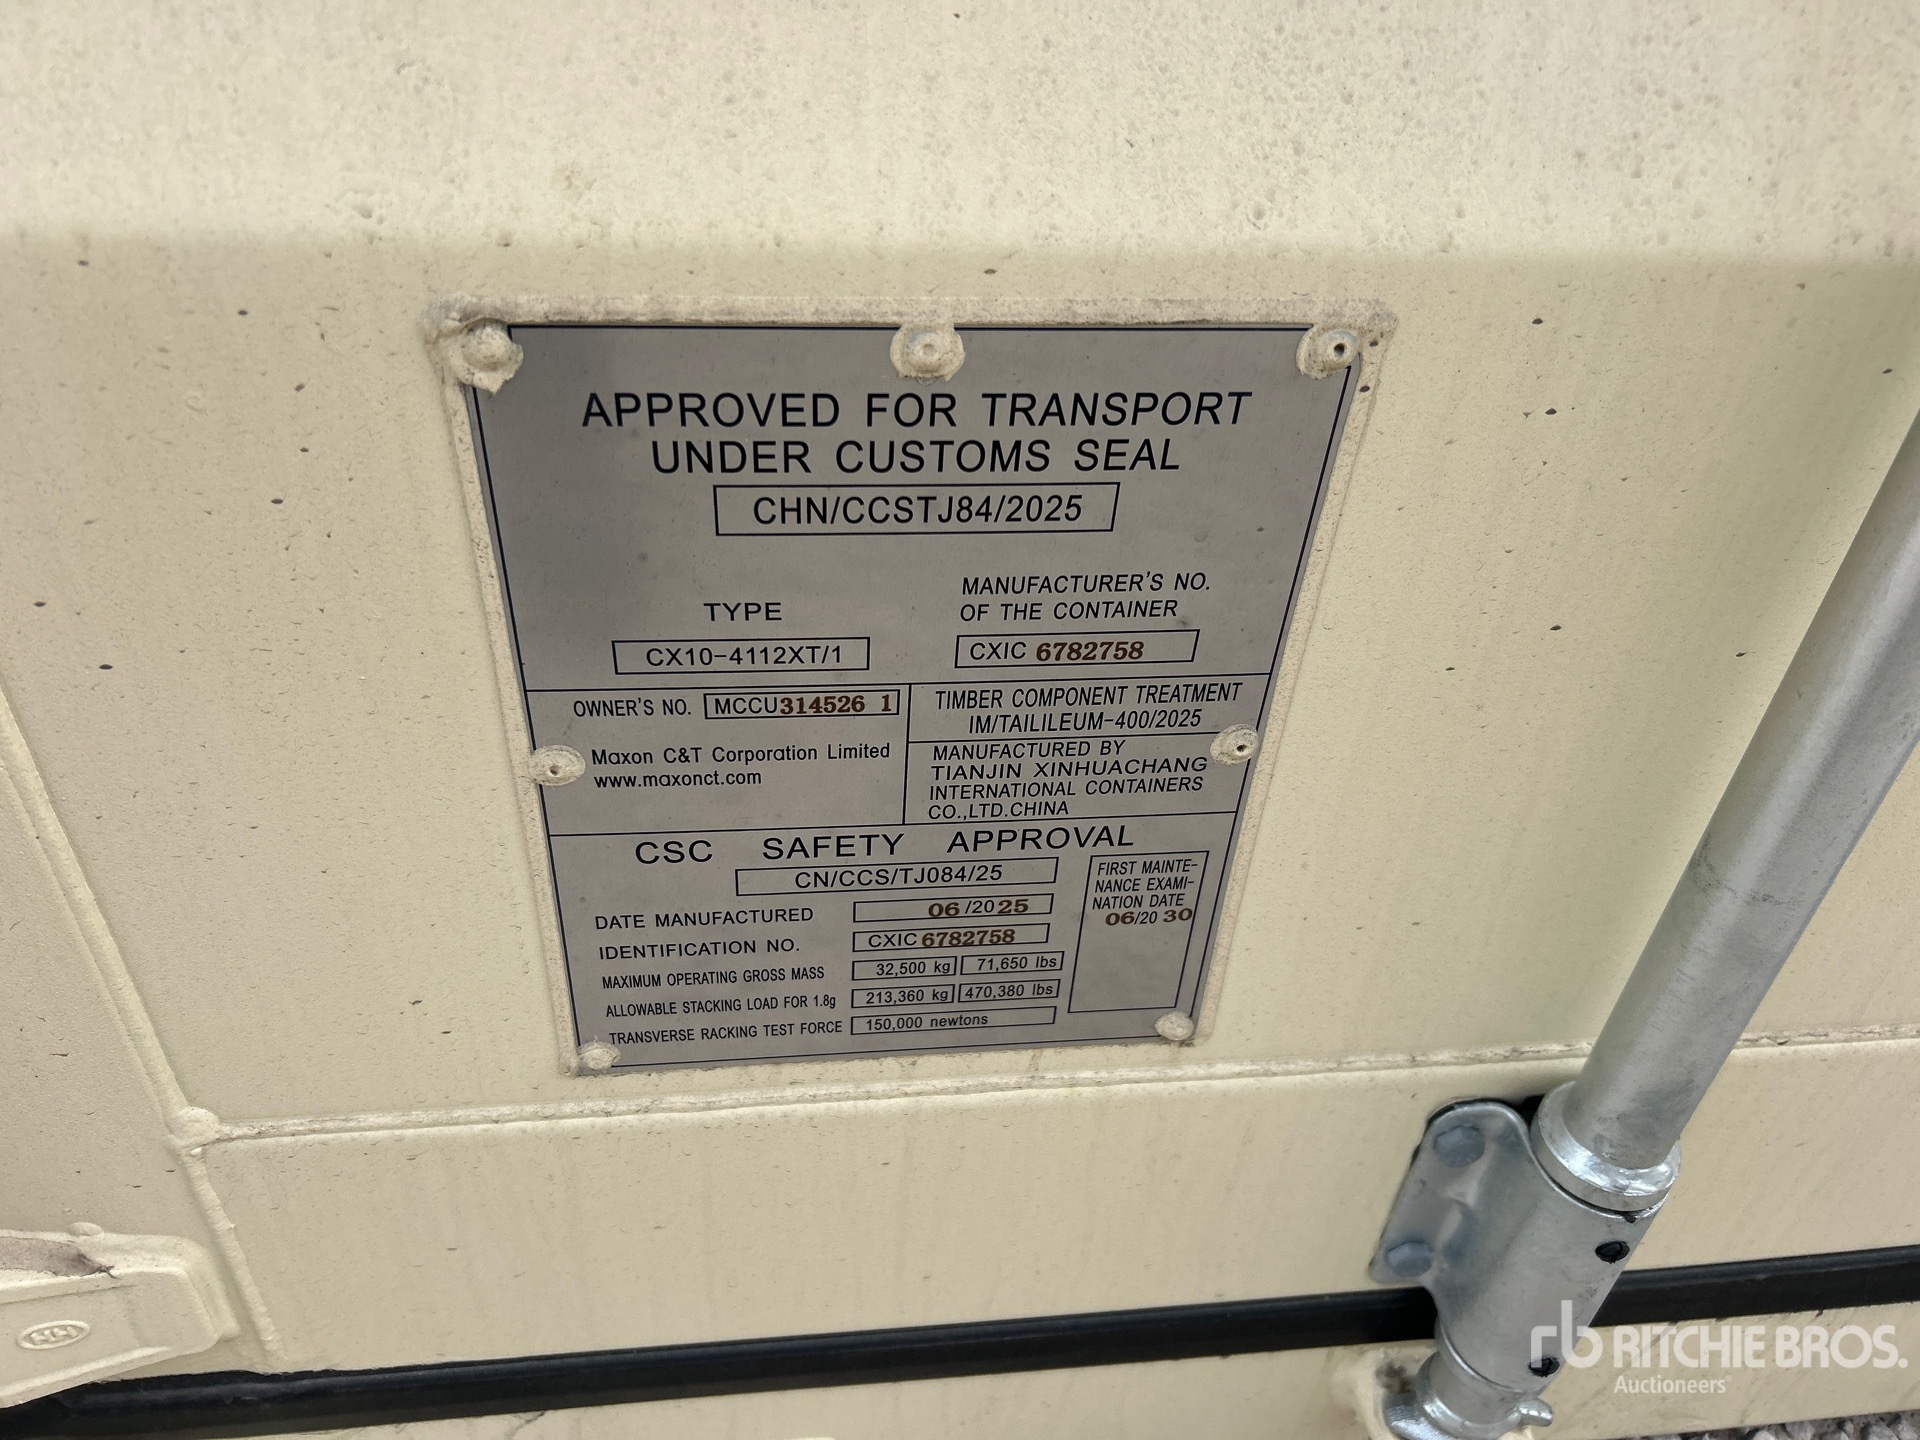 APPROVED FOR TRANSPORT
UNDER CUSTOMS SEAL
CHN/CCSTJ84/2025
TYPE
CX10-4112XT/1
MANUFACTURER'S NO.
OF THE CONTAINER
CXIC 6782758
OWNER'S NO. MCCU314526 1
Maxon C&T Corporation Limited
www.maxonct.com
TIMBER COMPONENT TREATMENT
IM/TAILILEUM-400/2025
MANUFACTURED BY
TIANJIN XINHUACHANG
INTERNATIONAL CONTAINERS
CO.,LTD.CHINA
CSC SAFETY APPROVAL
CN/CCS/TJ084/25
DATE MANUFACTURED 06/2025
IDENTIFICATION NO. CXIC 6782758
MAXIMUM OPERATING GROSS MASS 32,500 kg 71,650 lbs
ALLOWABLE STACKING LOAD FOR 1.8g 213,360 kg 470,380 lbs
TRANSVERSE RACKING TEST FORCE 150,000 newtons
FIRST MAINTE-
NANCE EXAMI-
NATION DATE
06/20 30
HH
rb RITCHIE BROS.
Auctioneers